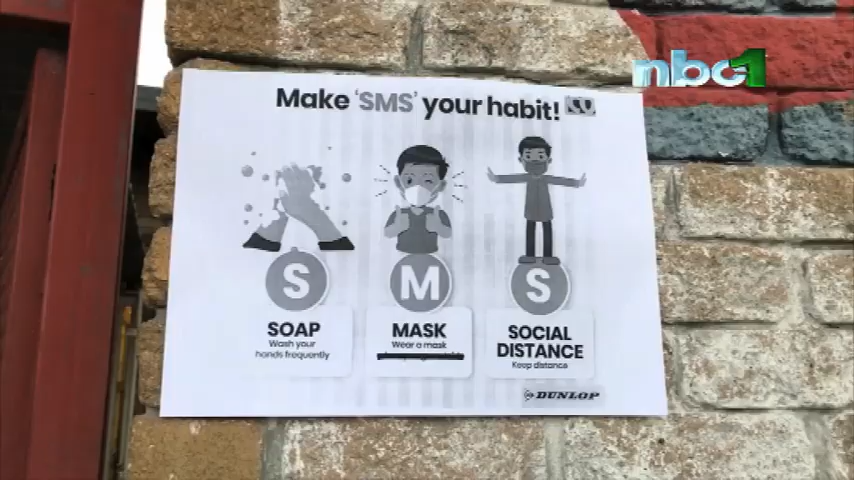 nbc1
Make 'SMS' your habit!
S
M
S
SOAP
Wash your
hands frequently
MASK
Wear a mask
SOCIAL
DISTANCE
Keep distance
DUNLOP